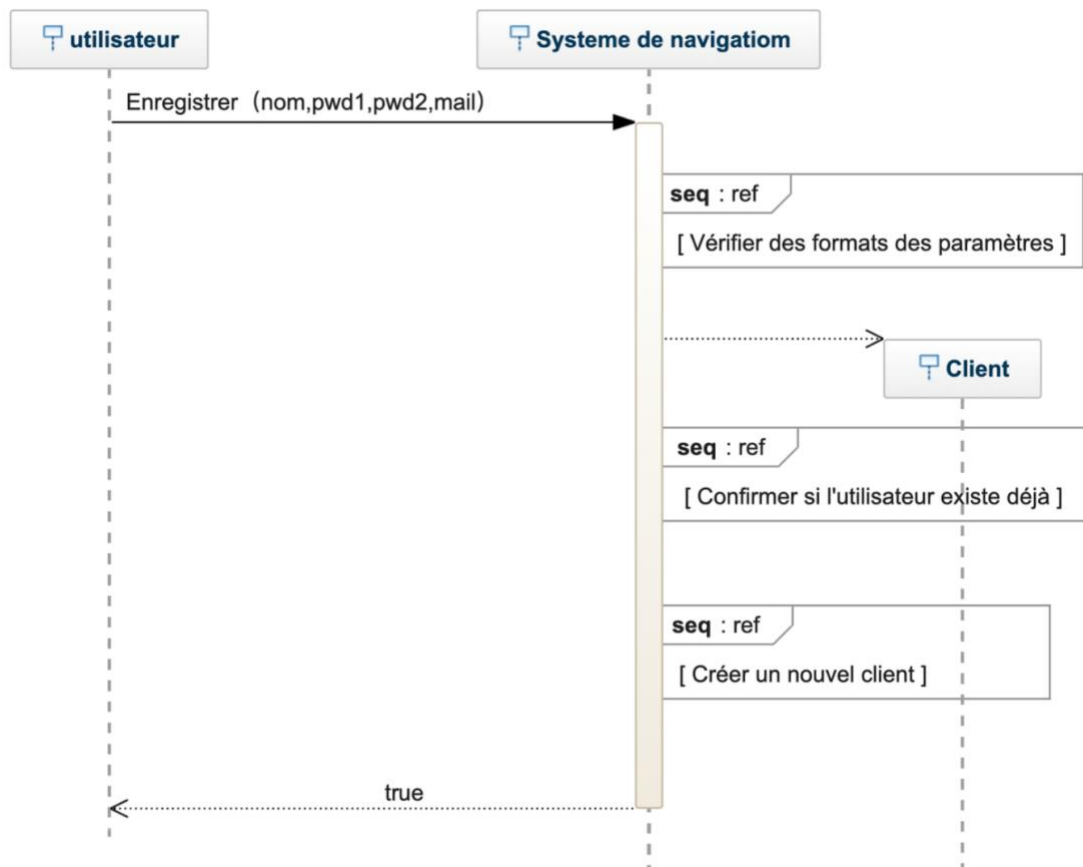 utilisateur
Systeme de navigatiom
Enregistrer（nom,pwd1,pwd2,mail）
seq : ref
[ Vérifier des formats des paramètres ]
Client
seq : ref
[ Confirmer si l'utilisateur existe déjà ]
seq : ref
[ Créer un nouvel client ]
true